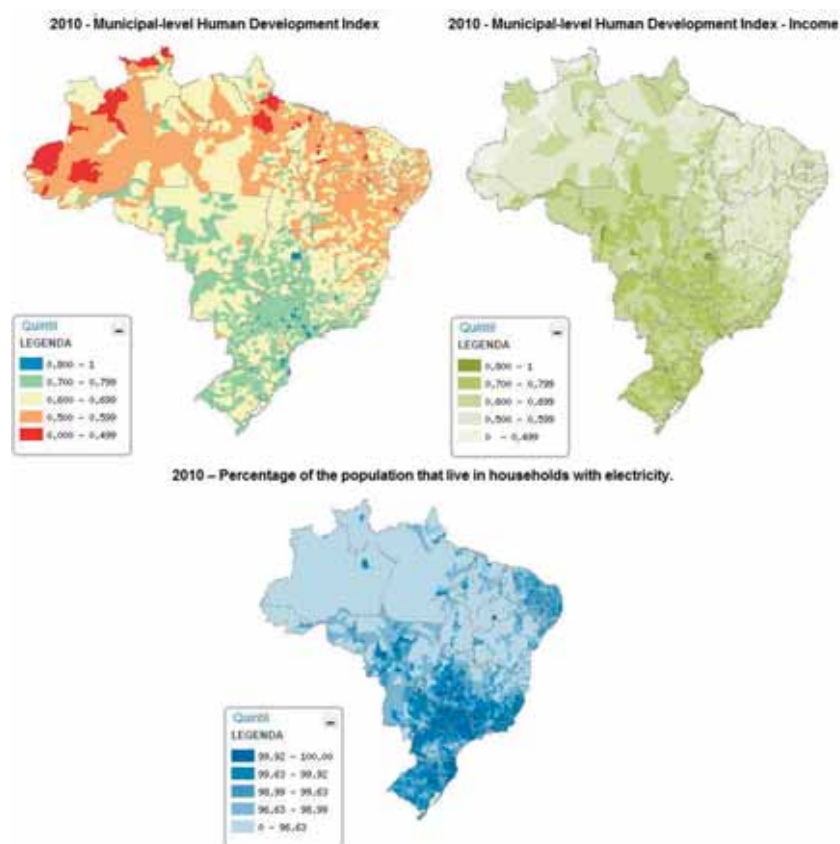 2010 - Municipal-level Human Development Index
2010 - Municipal-level Human Development Index - Income
Quintil
LEGENDA
0,800 - 1
0,700 - 0,799
0,600 - 0,699
0,500 - 0,599
0,000 - 0,499
Quintil
LEGENDA
0,800 - 1
0,700 - 0,799
0,600 - 0,699
0,500 - 0,599
0 - 0,499
2010 – Percentage of the population that live in households with electricity.
Quintil
LEGENDA
99,92 - 100,00
99,63 - 99,92
98,99 - 99,63
96,63 - 98,99
0 - 96,63